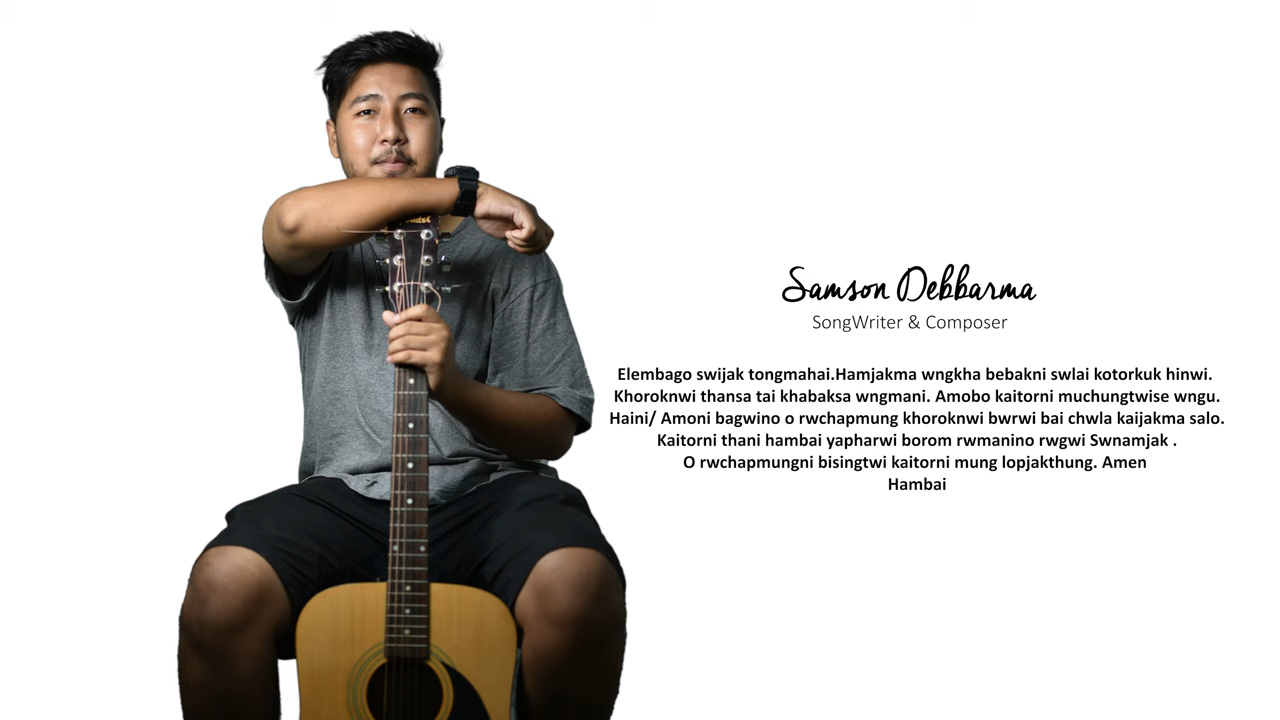 Samson Debbarma
SongWriter & Composer
Elembago swijak tongmahai.Hamjakma wngkha bebakni swlai kotorkuk hinwi.
Khoroknwi thansa tai khabaksa wngmani. Amobo kaitorni muchungtwise wngu.
Haini/ Amoni bagwino o rwchapmung khoroknwi bwrwi bai chwla kaijakma salo.
Kaitorni thani hambai yapharwi borom rwmanino rwgwi Swnamjak .
O rwchapmungni bisingtwi kaitorni mung lopjakthung. Amen
Hambai